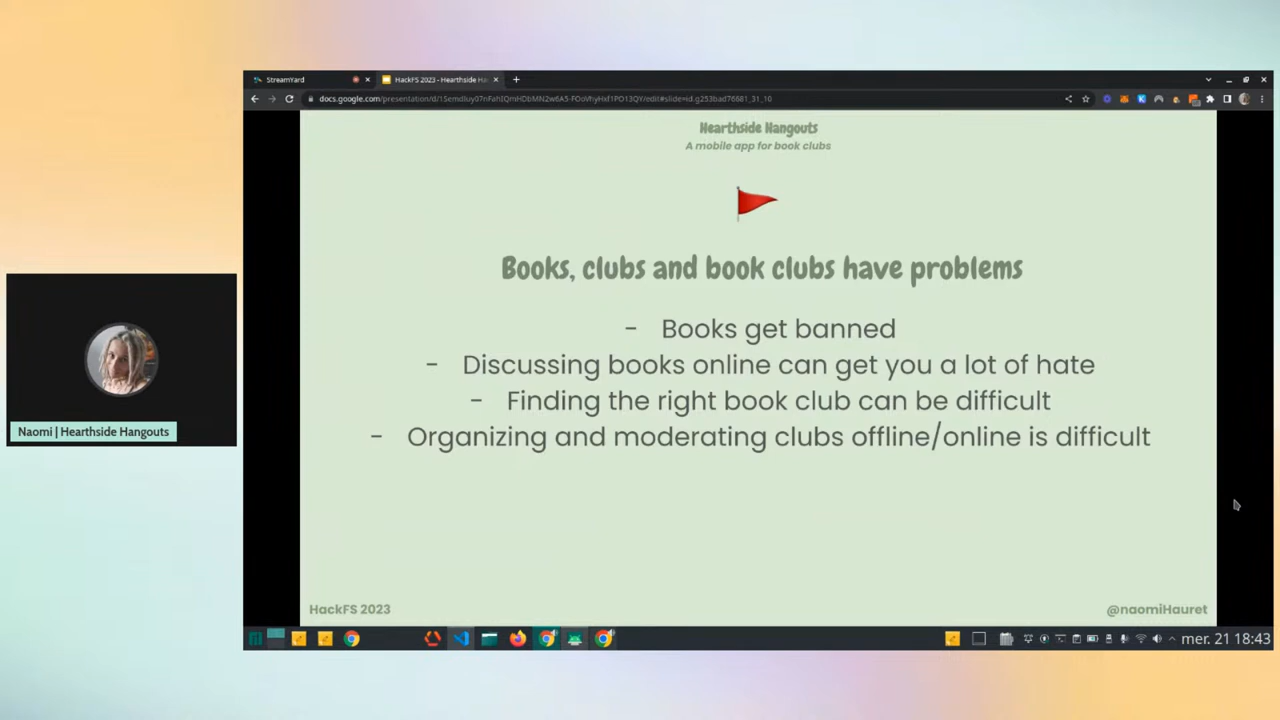 StreamYard
HackFS 2023 - Hearthside Ha
Hearthside Hangouts
A mobile app for book clubs
Books, clubs and book clubs have problems
- Books get banned
- Discussing books online can get you a lot of hate
- Finding the right book club can be difficult
- Organizing and moderating clubs offline/online is difficult
Naomi | Hearthside Hangouts
HackFS 2023
@naomiHauret
mer. 21 18:43